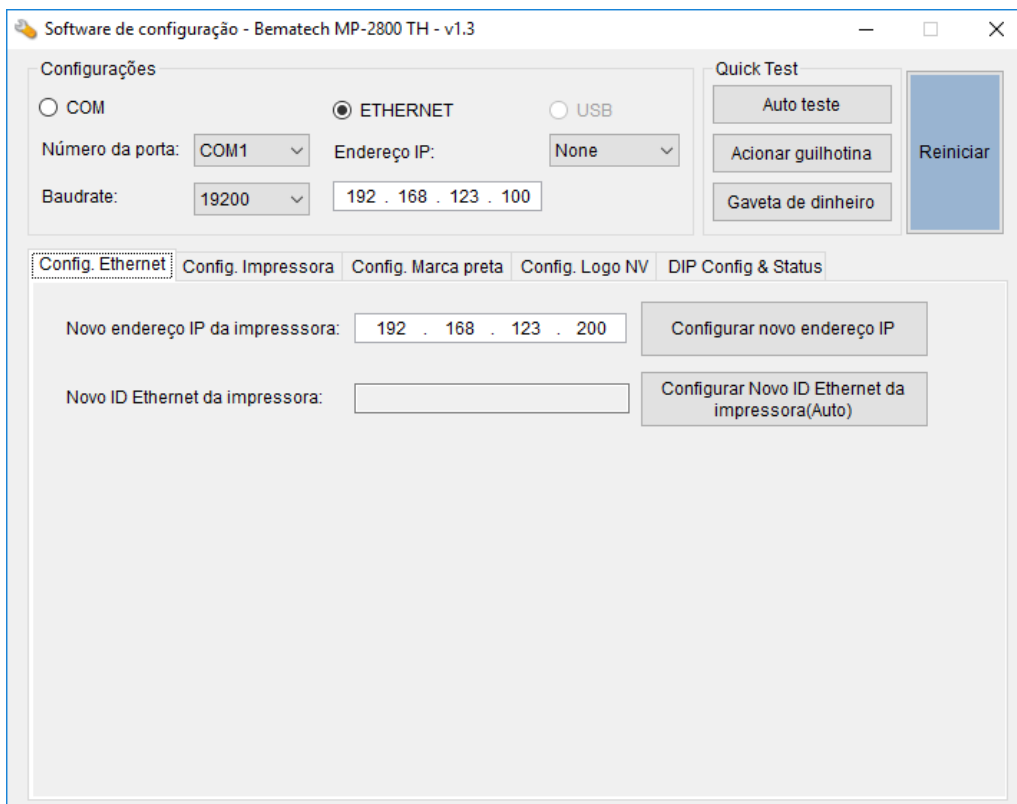 Software de configuração - Bematech MP-2800 TH - v1.3
Configurações
Quick Test
COM
ETHERNET
USB
Auto teste
Número da porta:
COM1
Endereço IP:
None
Acionar guilhotina
Reiniciar
Baudrate:
19200
192 . 168 . 123 . 100
Gaveta de dinheiro
Config. Ethernet
Config. Impressora
Config. Marca preta
Config. Logo NV
DIP Config & Status
Novo endereço IP da impresssora:
192 . 168 . 123 . 200
Configurar novo endereço IP
Novo ID Ethernet da impressora:
Configurar Novo ID Ethernet da
impressora(Auto)